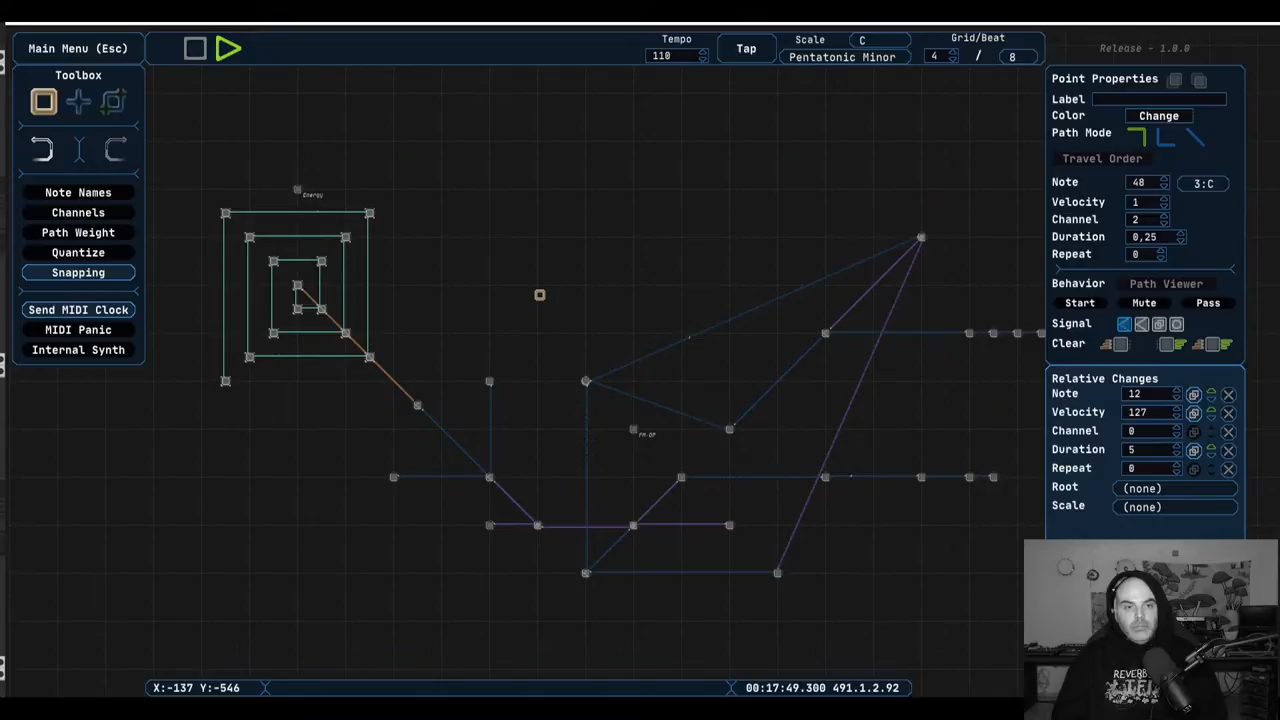 Main Menu (Esc)
Tempo
110
Tap
Scale
C
Pentatonic Minor
Grid/Beat
4
/
8
Release - 1.0.0
Toolbox
Note Names
Channels
Path Weight
Quantize
Snapping
Send MIDI Clock
MIDI Panic
Internal Synth
Energy
FM-OP
Point Properties
Label
Color
Change
Path Mode
Travel Order
Note
48
3:C
Velocity
1
Channel
2
Duration
0,25
Repeat
0
Behavior
Path Viewer
Start
Mute
Pass
Signal
Clear
Relative Changes
Note
12
Velocity
127
Channel
0
Duration
5
Repeat
0
Root
(none)
Scale
(none)
X:-137 Y:-546
00:17:49.300 491.1.2.92
REVERB